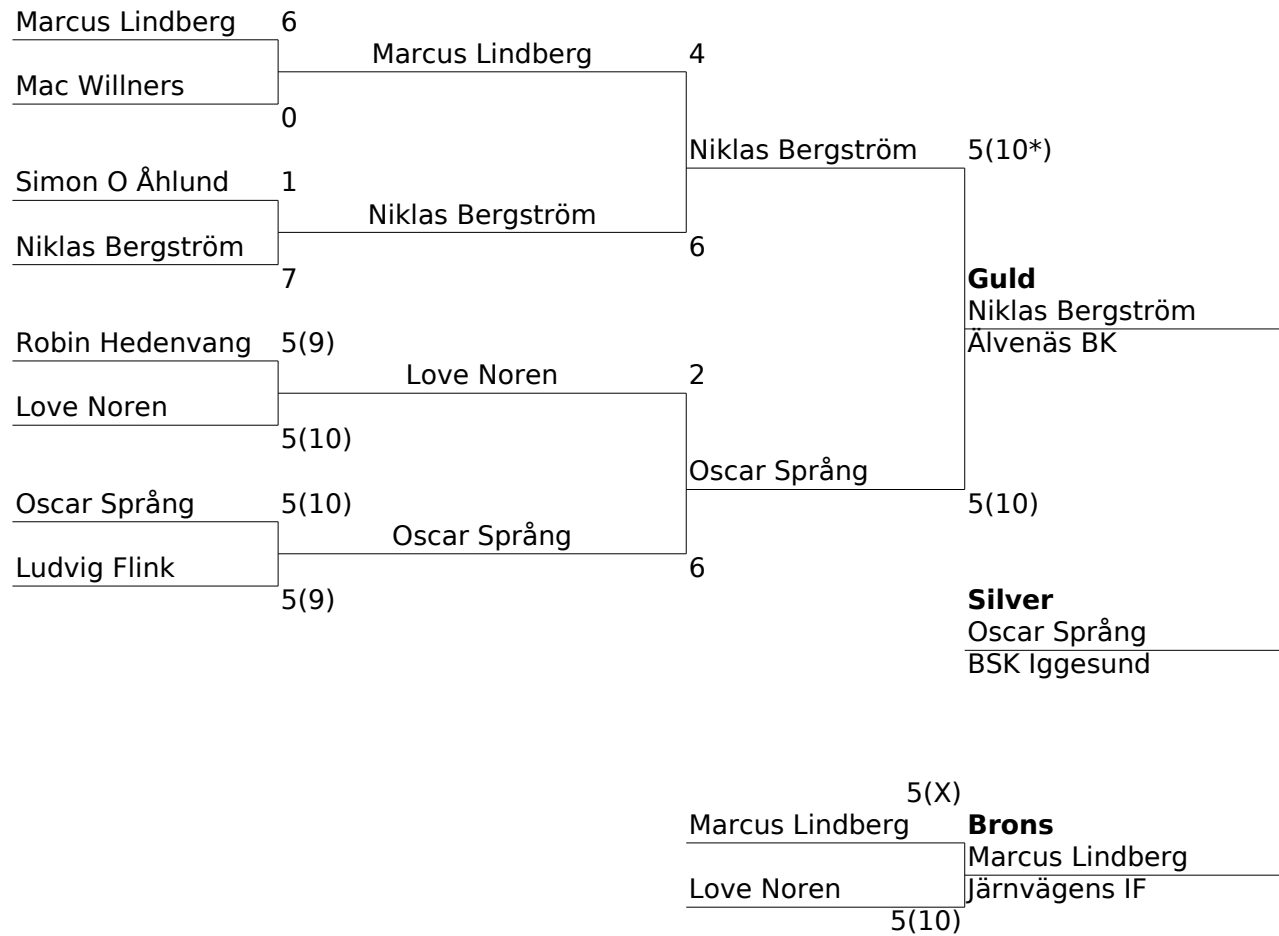 Marcus Lindberg 6
Marcus Lindberg 4
Mac Willners
0
Niklas Bergström 5(10*)
Simon O Åhlund 1
Niklas Bergström
Niklas Bergström 6
7
Guld
Niklas Bergström
Robin Hedenvang 5(9)
Älvenäs BK
Love Noren 2
Love Noren
5(10)
Oscar Språng
Oscar Språng 5(10)
5(10)
Oscar Språng
Ludvig Flink 6
5(9)
Silver
Oscar Språng
BSK Iggesund
5(X)
Marcus Lindberg
Brons
Marcus Lindberg
Love Noren
Järnvägens IF
5(10)